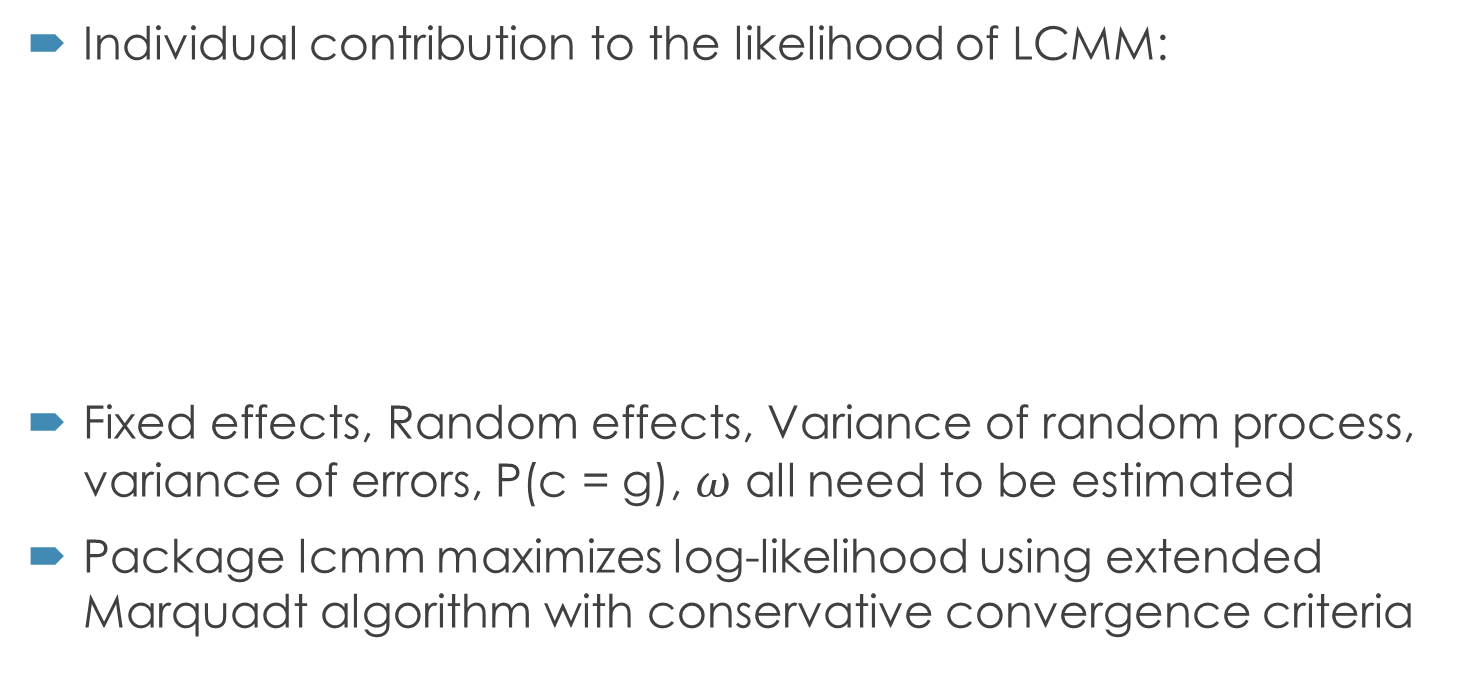 Individual contribution to the likelihood of LCMM:
Fixed effects, Random effects, Variance of random process,
variance of errors, P(c = g), ω all need to be estimated
Package lcmm maximizes log-likelihood using extended
Marquadt algorithm with conservative convergence criteria